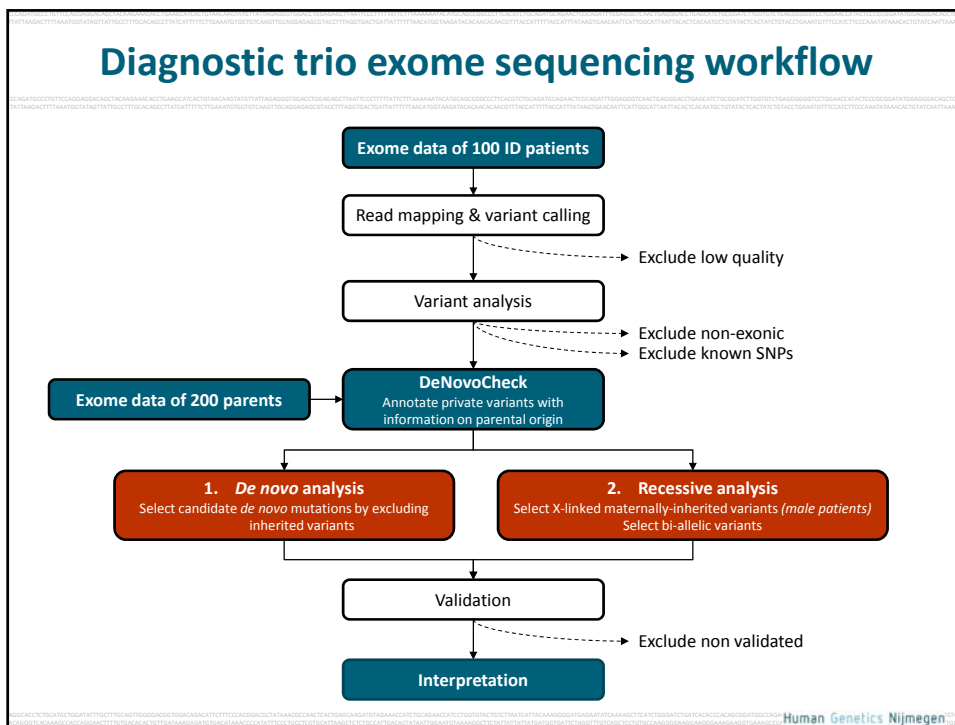 Diagnostic trio exome sequencing workflow
Exome data of 100 ID patients
Read mapping & variant calling
Exclude low quality
Variant analysis
Exclude non-exonic
Exclude known SNPs
DeNovoCheck
Annotate private variants with
information on parental origin
Exome data of 200 parents
1. De novo analysis
Select candidate de novo mutations by excluding
inherited variants
2. Recessive analysis
Select X-linked maternally-inherited variants (male patients)
Select bi-allelic variants
Validation
Exclude non validated
Interpretation
Human Genetics Nijmegen